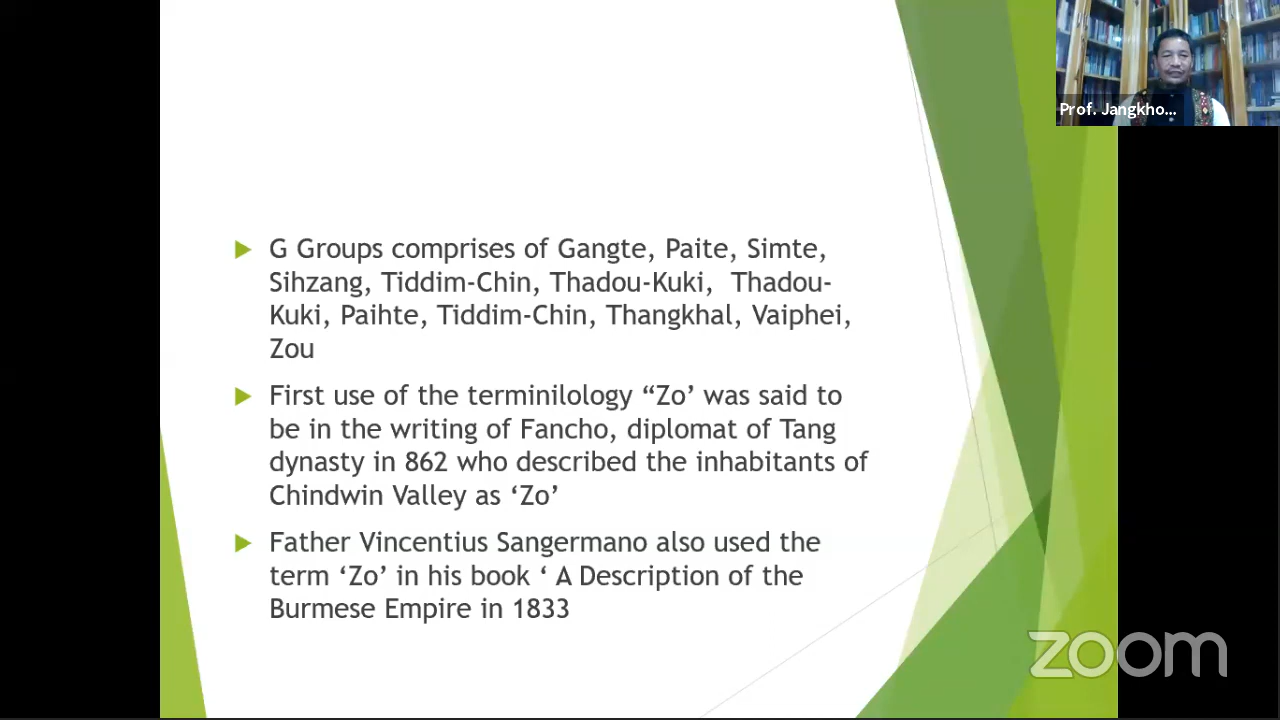 Prof. Jangkho...
G Groups comprises of Gangte, Paite, Simte,
Sihzang, Tiddim-Chin, Thadou-Kuki,  Thadou-
Kuki, Paihte, Tiddim-Chin, Thangkhal, Vaiphei,
Zou
First use of the terminilology “Zo’ was said to
be in the writing of Fancho, diplomat of Tang
dynasty in 862 who described the inhabitants of
Chindwin Valley as ‘Zo’
Father Vincentius Sangermano also used the
term ‘Zo’ in his book ‘ A Description of the
Burmese Empire in 1833
zoom